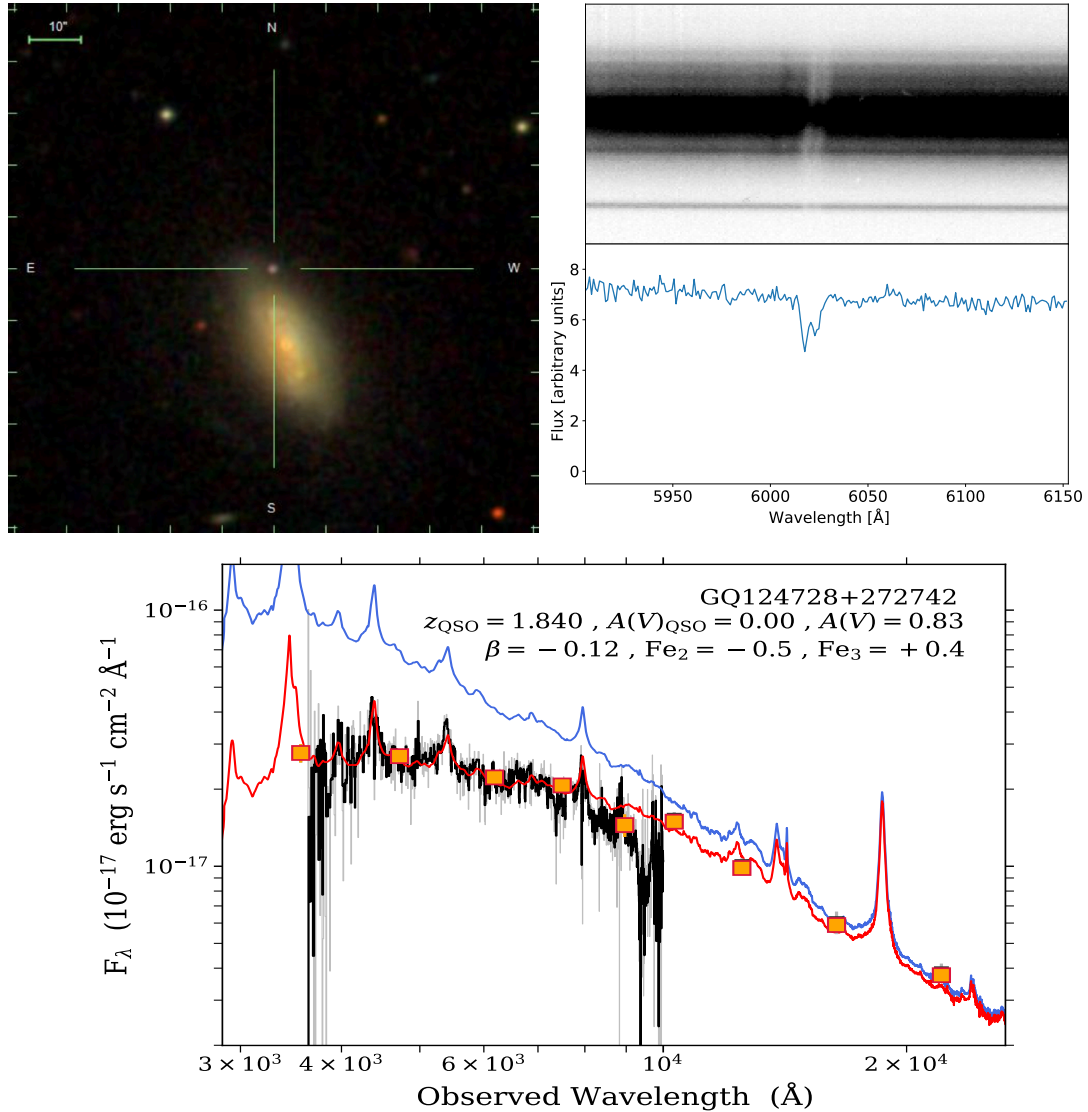 10"
N
E
W
S
8
6
4
2
0
Flux [arbitrary units]
5950 6000 6050 6100 6150
Wavelength [Å]
GQ124728+272742
z_QSO = 1.840 , A(V)_QSO = 0.00 , A(V) = 0.83
β = −0.12 , Fe₂ = −0.5 , Fe₃ = +0.4
10⁻¹⁶
10⁻¹⁷
F_λ (10⁻¹⁷ erg s⁻¹ cm⁻² Å⁻¹)
3 × 10³ 4 × 10³ 6 × 10³ 10⁴ 2 × 10⁴
Observed Wavelength (Å)